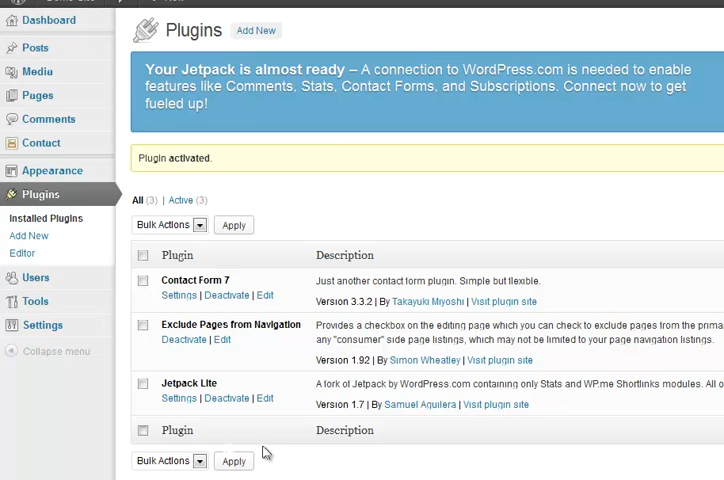 Dashboard
Posts
Media
Pages
Comments
Contact
Appearance
Plugins
Installed Plugins
Add New
Editor
Users
Tools
Settings
Collapse menu
Plugins Add New
Your Jetpack is almost ready – A connection to WordPress.com is needed to enable
features like Comments, Stats, Contact Forms, and Subscriptions. Connect now to get
fueled up!
Plugin activated.
All (3) | Active (3)
Bulk Actions Apply
Plugin Description
Contact Form 7 Just another contact form plugin. Simple but flexible.
Settings | Deactivate | Edit Version 3.3.2 | By Takayuki Miyoshi | Visit plugin site
Exclude Pages from Navigation Provides a checkbox on the editing page which you can check to exclude pages from the prima
Deactivate | Edit any "consumer" side page listings, which may not be limited to your page navigation listings.
Version 1.92 | By Simon Wheatley | Visit plugin site
Jetpack Lite A fork of Jetpack by WordPress.com containing only Stats and WP.me Shortlinks modules. All o
Settings | Deactivate | Edit Version 1.7 | By Samuel Aguilera | Visit plugin site
Plugin Description
Bulk Actions Apply